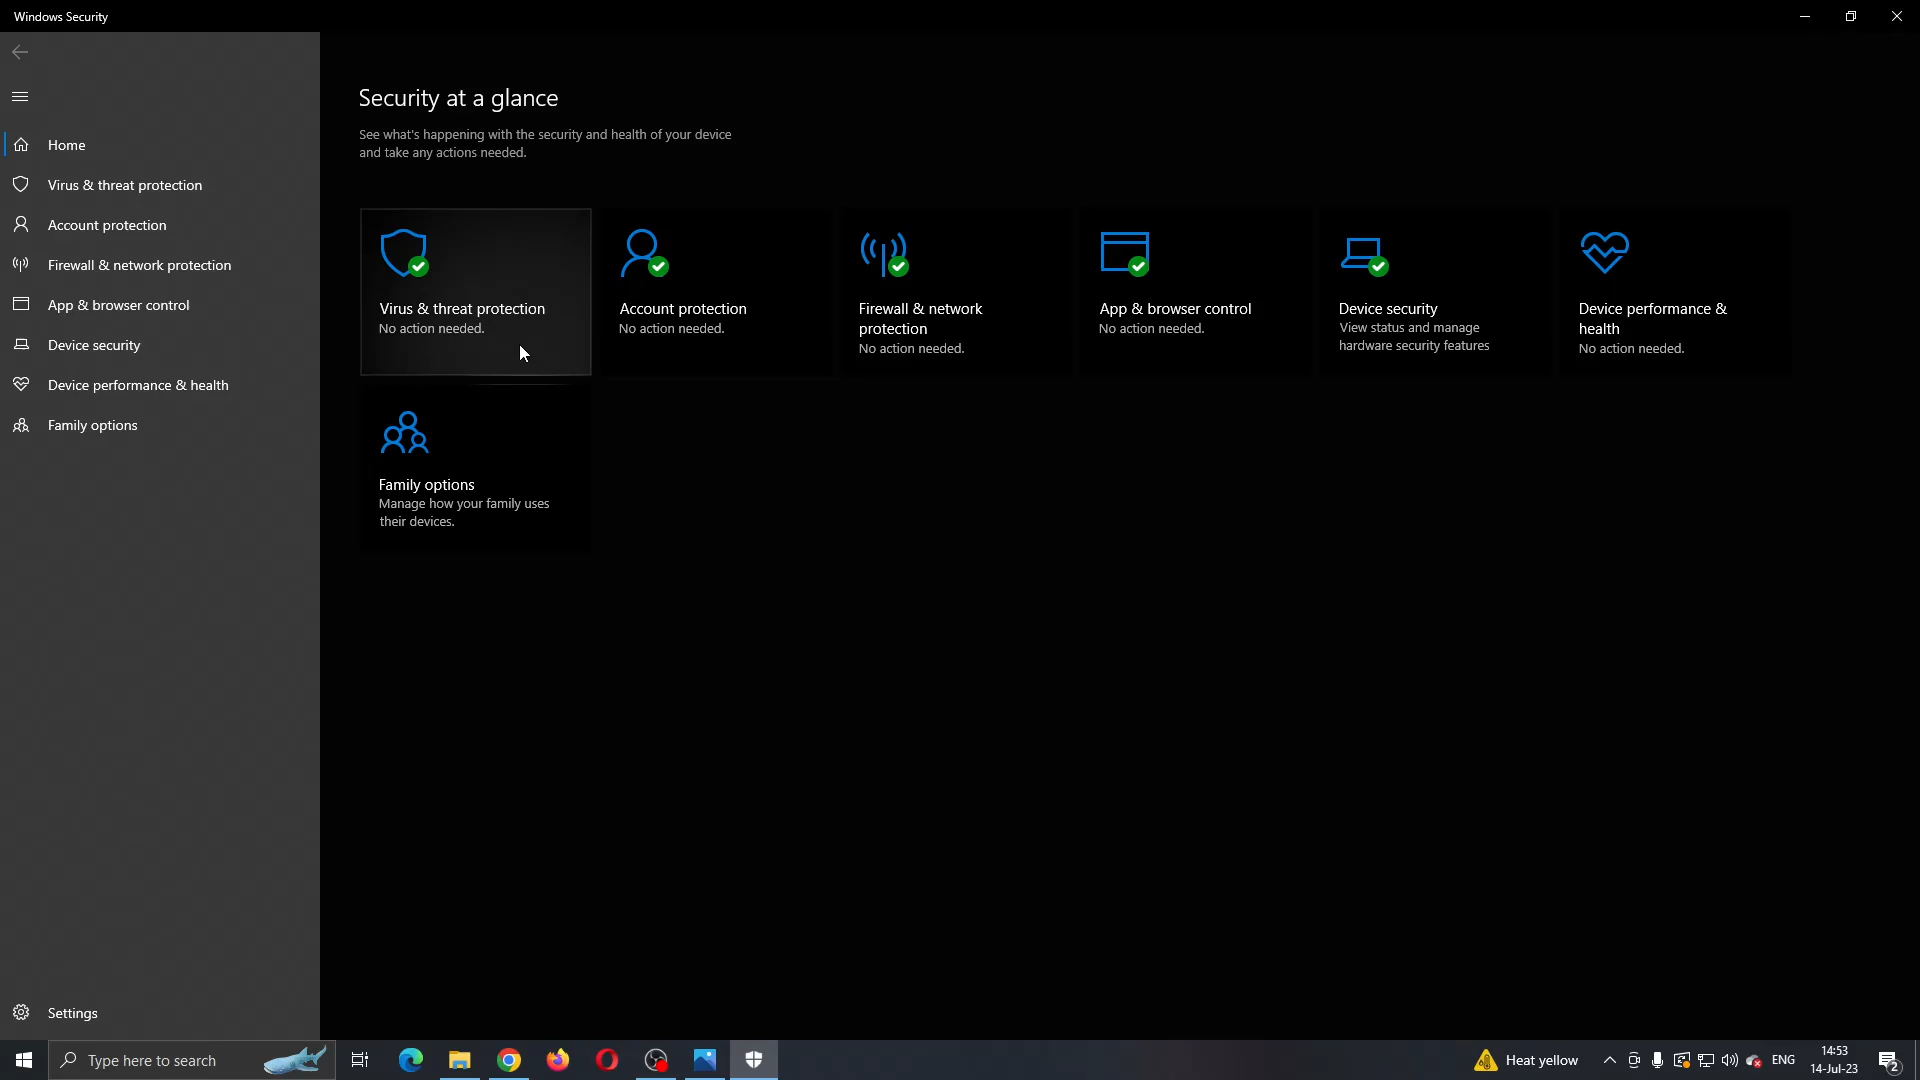 Windows Security
Home
Virus & threat protection
Account protection
Firewall & network protection
App & browser control
Device security
Device performance & health
Family options
Settings
Security at a glance
See what's happening with the security and health of your device
and take any actions needed.
Virus & threat protection
No action needed.
Account protection
No action needed.
Firewall & network
protection
No action needed.
App & browser control
No action needed.
Device security
View status and manage
hardware security features
Device performance &
health
No action needed.
Family options
Manage how your family uses
their devices.
Type here to search
Heat yellow
ENG
14:53
14-Jul-23
2